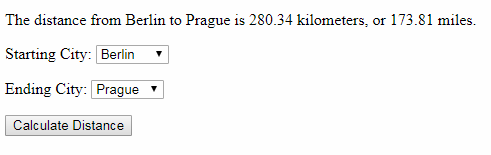 The distance from Berlin to Prague is 280.34 kilometers, or 173.81 miles.
Starting City: Berlin
Ending City: Prague
Calculate Distance